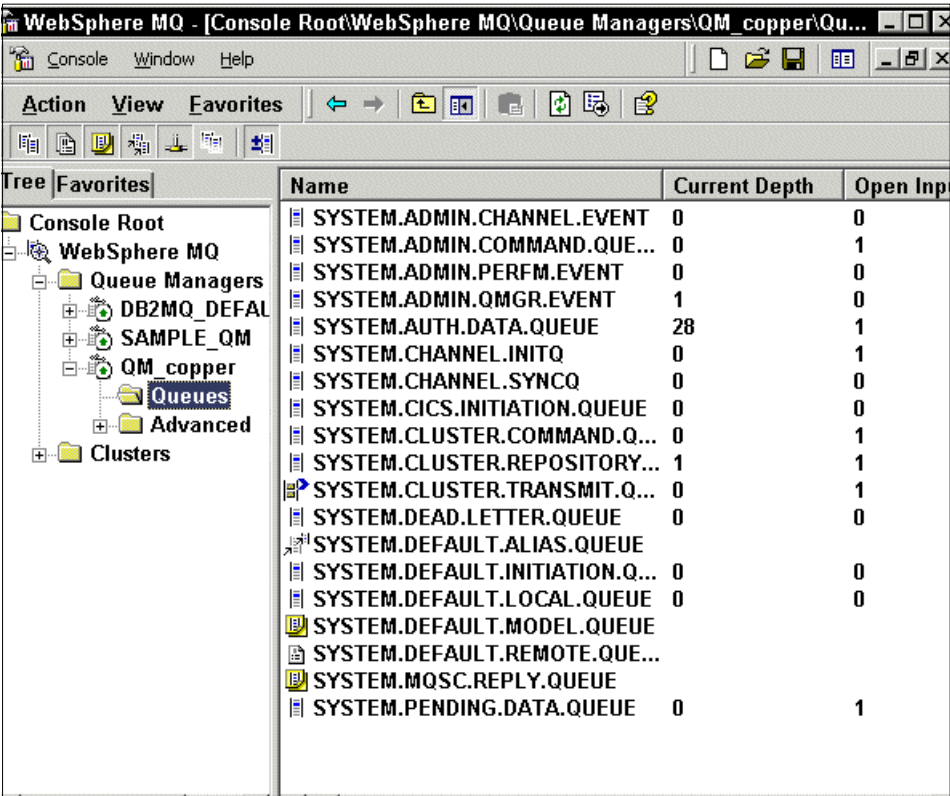 WebSphere MQ - [Console Root\WebSphere MQ\Queue Managers\QM_copper\Qu...
Console Window Help
Action View Favorites
Tree Favorites
Console Root
WebSphere MQ
Queue Managers
DB2MQ_DEFAU
SAMPLE_QM
QM_copper
Queues
Advanced
Clusters
Name Current Depth Open Inp
SYSTEM.ADMIN.CHANNEL.EVENT 0 0
SYSTEM.ADMIN.COMMAND.QUE... 0 1
SYSTEM.ADMIN.PERFM.EVENT 0 0
SYSTEM.ADMIN.QMGR.EVENT 1 0
SYSTEM.AUTH.DATA.QUEUE 28 1
SYSTEM.CHANNEL.INITQ 0 1
SYSTEM.CHANNEL.SYNCQ 0 0
SYSTEM.CICS.INITIATION.QUEUE 0 0
SYSTEM.CLUSTER.COMMAND.Q... 0 1
SYSTEM.CLUSTER.REPOSITORY... 1 1
SYSTEM.CLUSTER.TRANSMIT.Q... 0 1
SYSTEM.DEAD.LETTER.QUEUE 0 0
SYSTEM.DEFAULT.ALIAS.QUEUE
SYSTEM.DEFAULT.INITIATION.Q... 0 0
SYSTEM.DEFAULT.LOCAL.QUEUE 0 0
SYSTEM.DEFAULT.MODEL.QUEUE
SYSTEM.DEFAULT.REMOTE.QUE...
SYSTEM.MQSC.REPLY.QUEUE
SYSTEM.PENDING.DATA.QUEUE 0 1